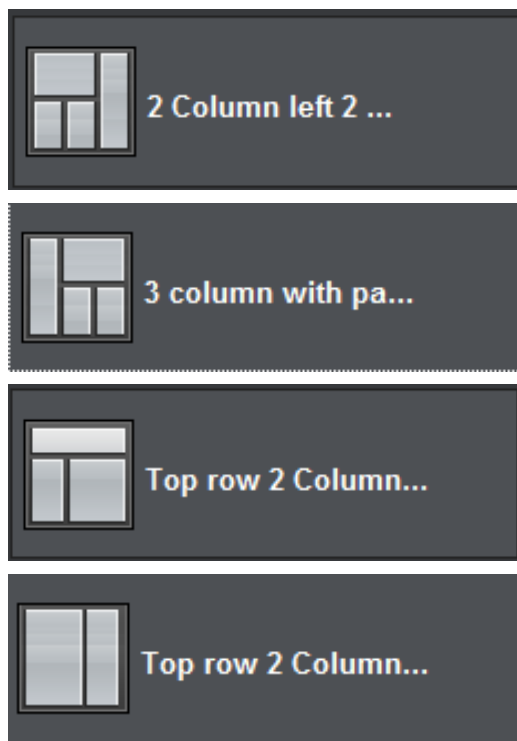 2 Column left 2 ...
3 column with pa...
Top row 2 Column...
Top row 2 Column...